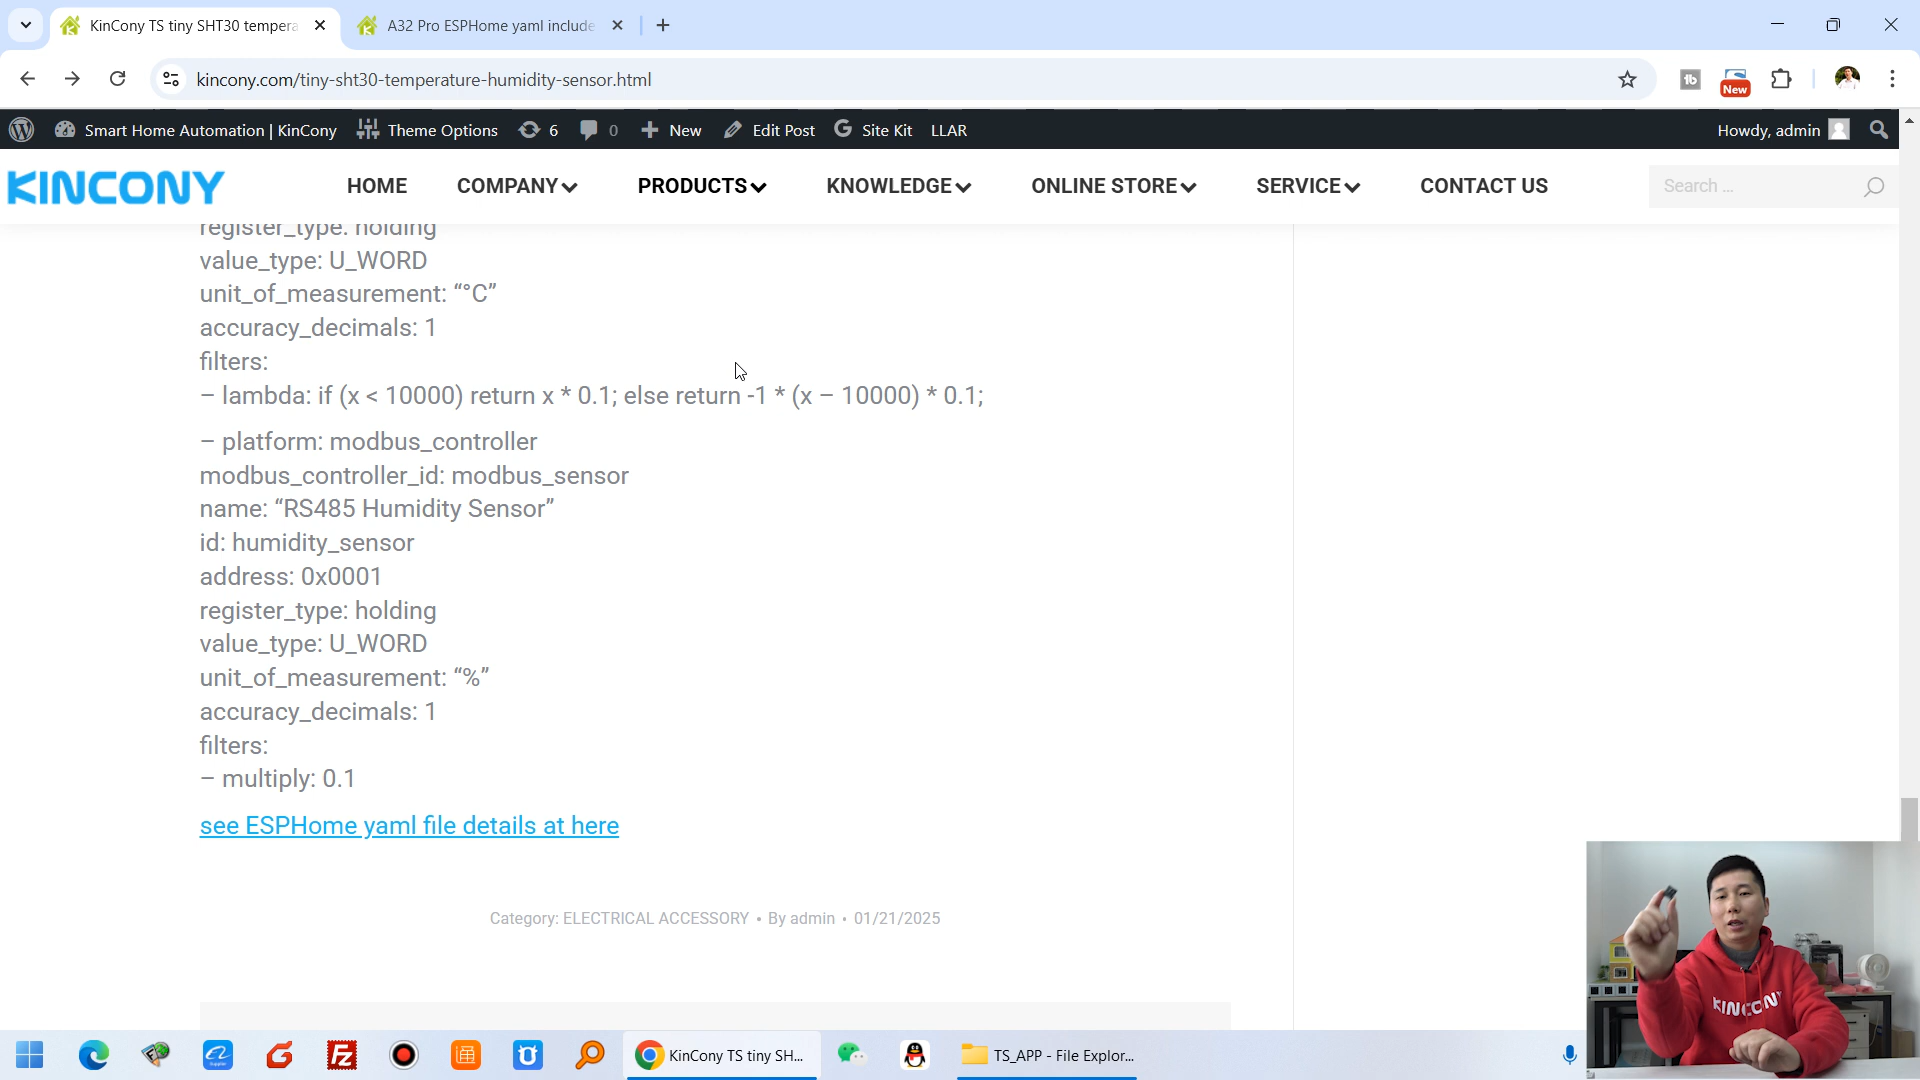 KinCony TS tiny SHT30 tempera
A32 Pro ESPHome yaml include
kincony.com/tiny-sht30-temperature-humidity-sensor.html
New
Smart Home Automation | KinCony
Theme Options
6
0
New
Edit Post
Site Kit
LLAR
Howdy, admin
KINCONY
HOME
COMPANY
PRODUCTS
KNOWLEDGE
ONLINE STORE
SERVICE
CONTACT US
Search ...
register_type: holding
value_type: U_WORD
unit_of_measurement: “°C”
accuracy_decimals: 1
filters:
– lambda: if (x < 10000) return x * 0.1; else return -1 * (x – 10000) * 0.1;
– platform: modbus_controller
modbus_controller_id: modbus_sensor
name: “RS485 Humidity Sensor”
id: humidity_sensor
address: 0x0001
register_type: holding
value_type: U_WORD
unit_of_measurement: “%”
accuracy_decimals: 1
filters:
– multiply: 0.1
see ESPHome yaml file details at here
Category: ELECTRICAL ACCESSORY • By admin • 01/21/2025
KINCONY
KinCony TS tiny SH...
TS_APP - File Explor...